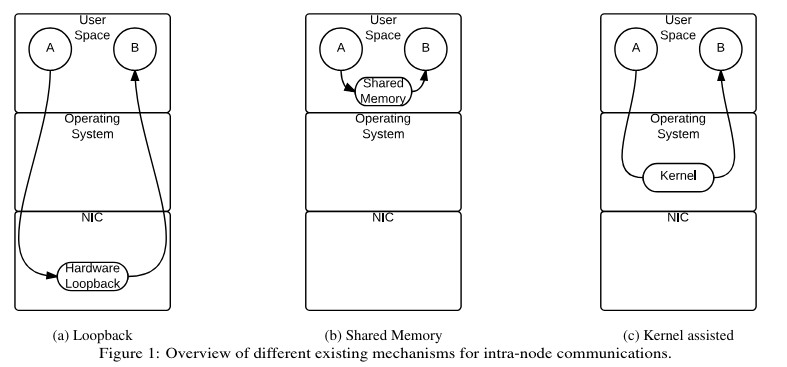 User
Space
A
B
Operating
System
NIC
Hardware
Loopback
(a) Loopback
User
Space
A
B
Shared
Memory
Operating
System
NIC
(b) Shared Memory
User
Space
A
B
Operating
System
Kernel
NIC
(c) Kernel assisted
Figure 1: Overview of different existing mechanisms for intra-node communications.